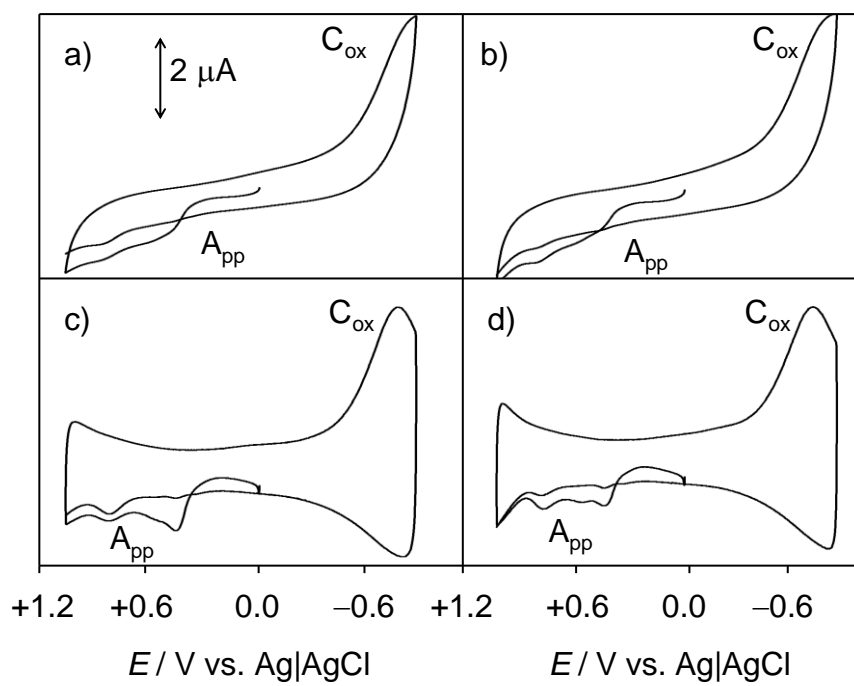 a) C_ox b) C_ox
2 μA
A_pp A_pp
c) C_ox d) C_ox
A_pp A_pp
+1.2 +0.6 0.0 −0.6 +1.2 +0.6 0.0 −0.6
E / V vs. Ag|AgCl E / V vs. Ag|AgCl